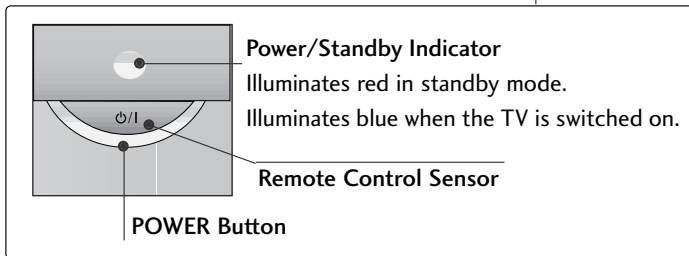 Power/Standby Indicator
Illuminates red in standby mode.
Illuminates blue when the TV is switched on.
⏻/I
Remote Control Sensor
POWER Button